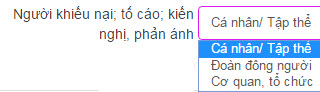 Người khiếu nại; tố cáo; kiến
nghị, phản ánh
Cá nhân/ Tập thể
Cá nhân/ Tập thể
Đoàn đông người
Cơ quan, tổ chức